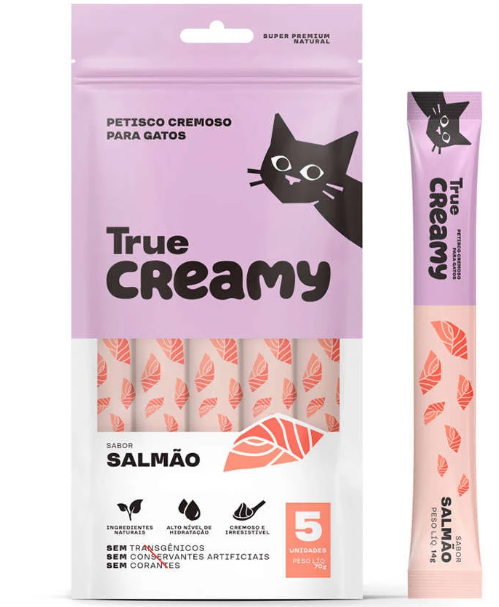 SUPER PREMIUM
NATURAL
PETISCO CREMOSO
PARA GATOS
True
CREAMY
SABOR
SALMÃO
INGREDIENTES
NATURAIS
ALTO NÍVEL DE
HIDRATAÇÃO
CREMOSO E
IRRESISTÍVEL
SEM TRANSGÊNICOS
SEM CONSERVANTES ARTIFICIAIS
SEM CORANTES
5
UNIDADES
PESO LÍQ.
70g
True
CREAMY
PETISCO CREMOSO
PARA GATOS
SABOR
SALMÃO
PESO LÍQ. 14g